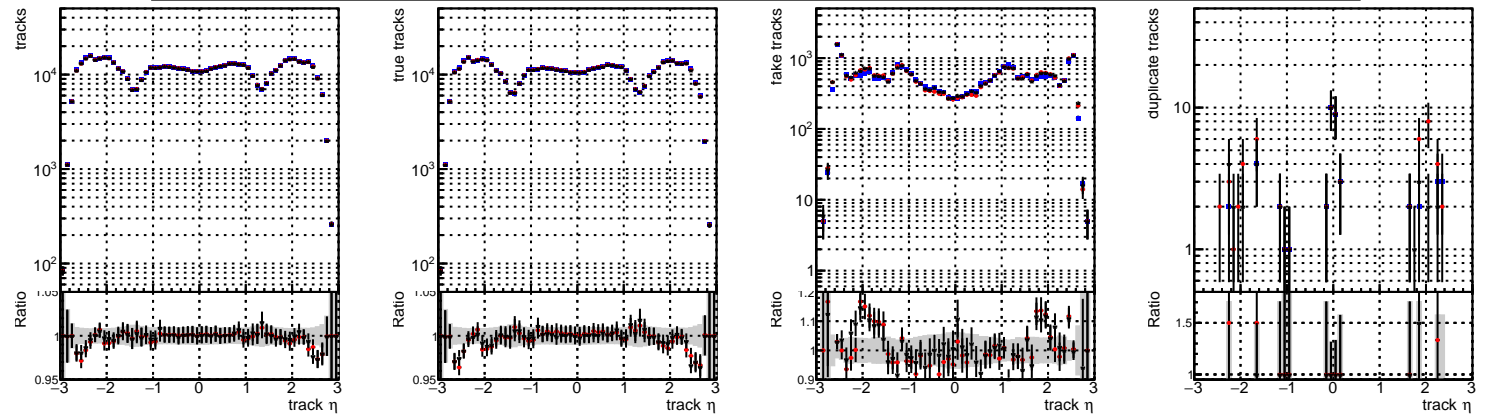 tracks
10⁴
10³
10²
Ratio
1.05
1
0.95
−3 −2 −1 0 1 2 3
track η
true tracks
10⁴
10³
10²
Ratio
1.05
1
0.95
−3 −2 −1 0 1 2 3
track η
fake tracks
10³
10²
10
1
Ratio
1.2
1.1
1
0.9
−3 −2 −1 0 1 2 3
track η
duplicate tracks
10
1
Ratio
1.5
1
−3 −2 −1 0 1 2 3
track η